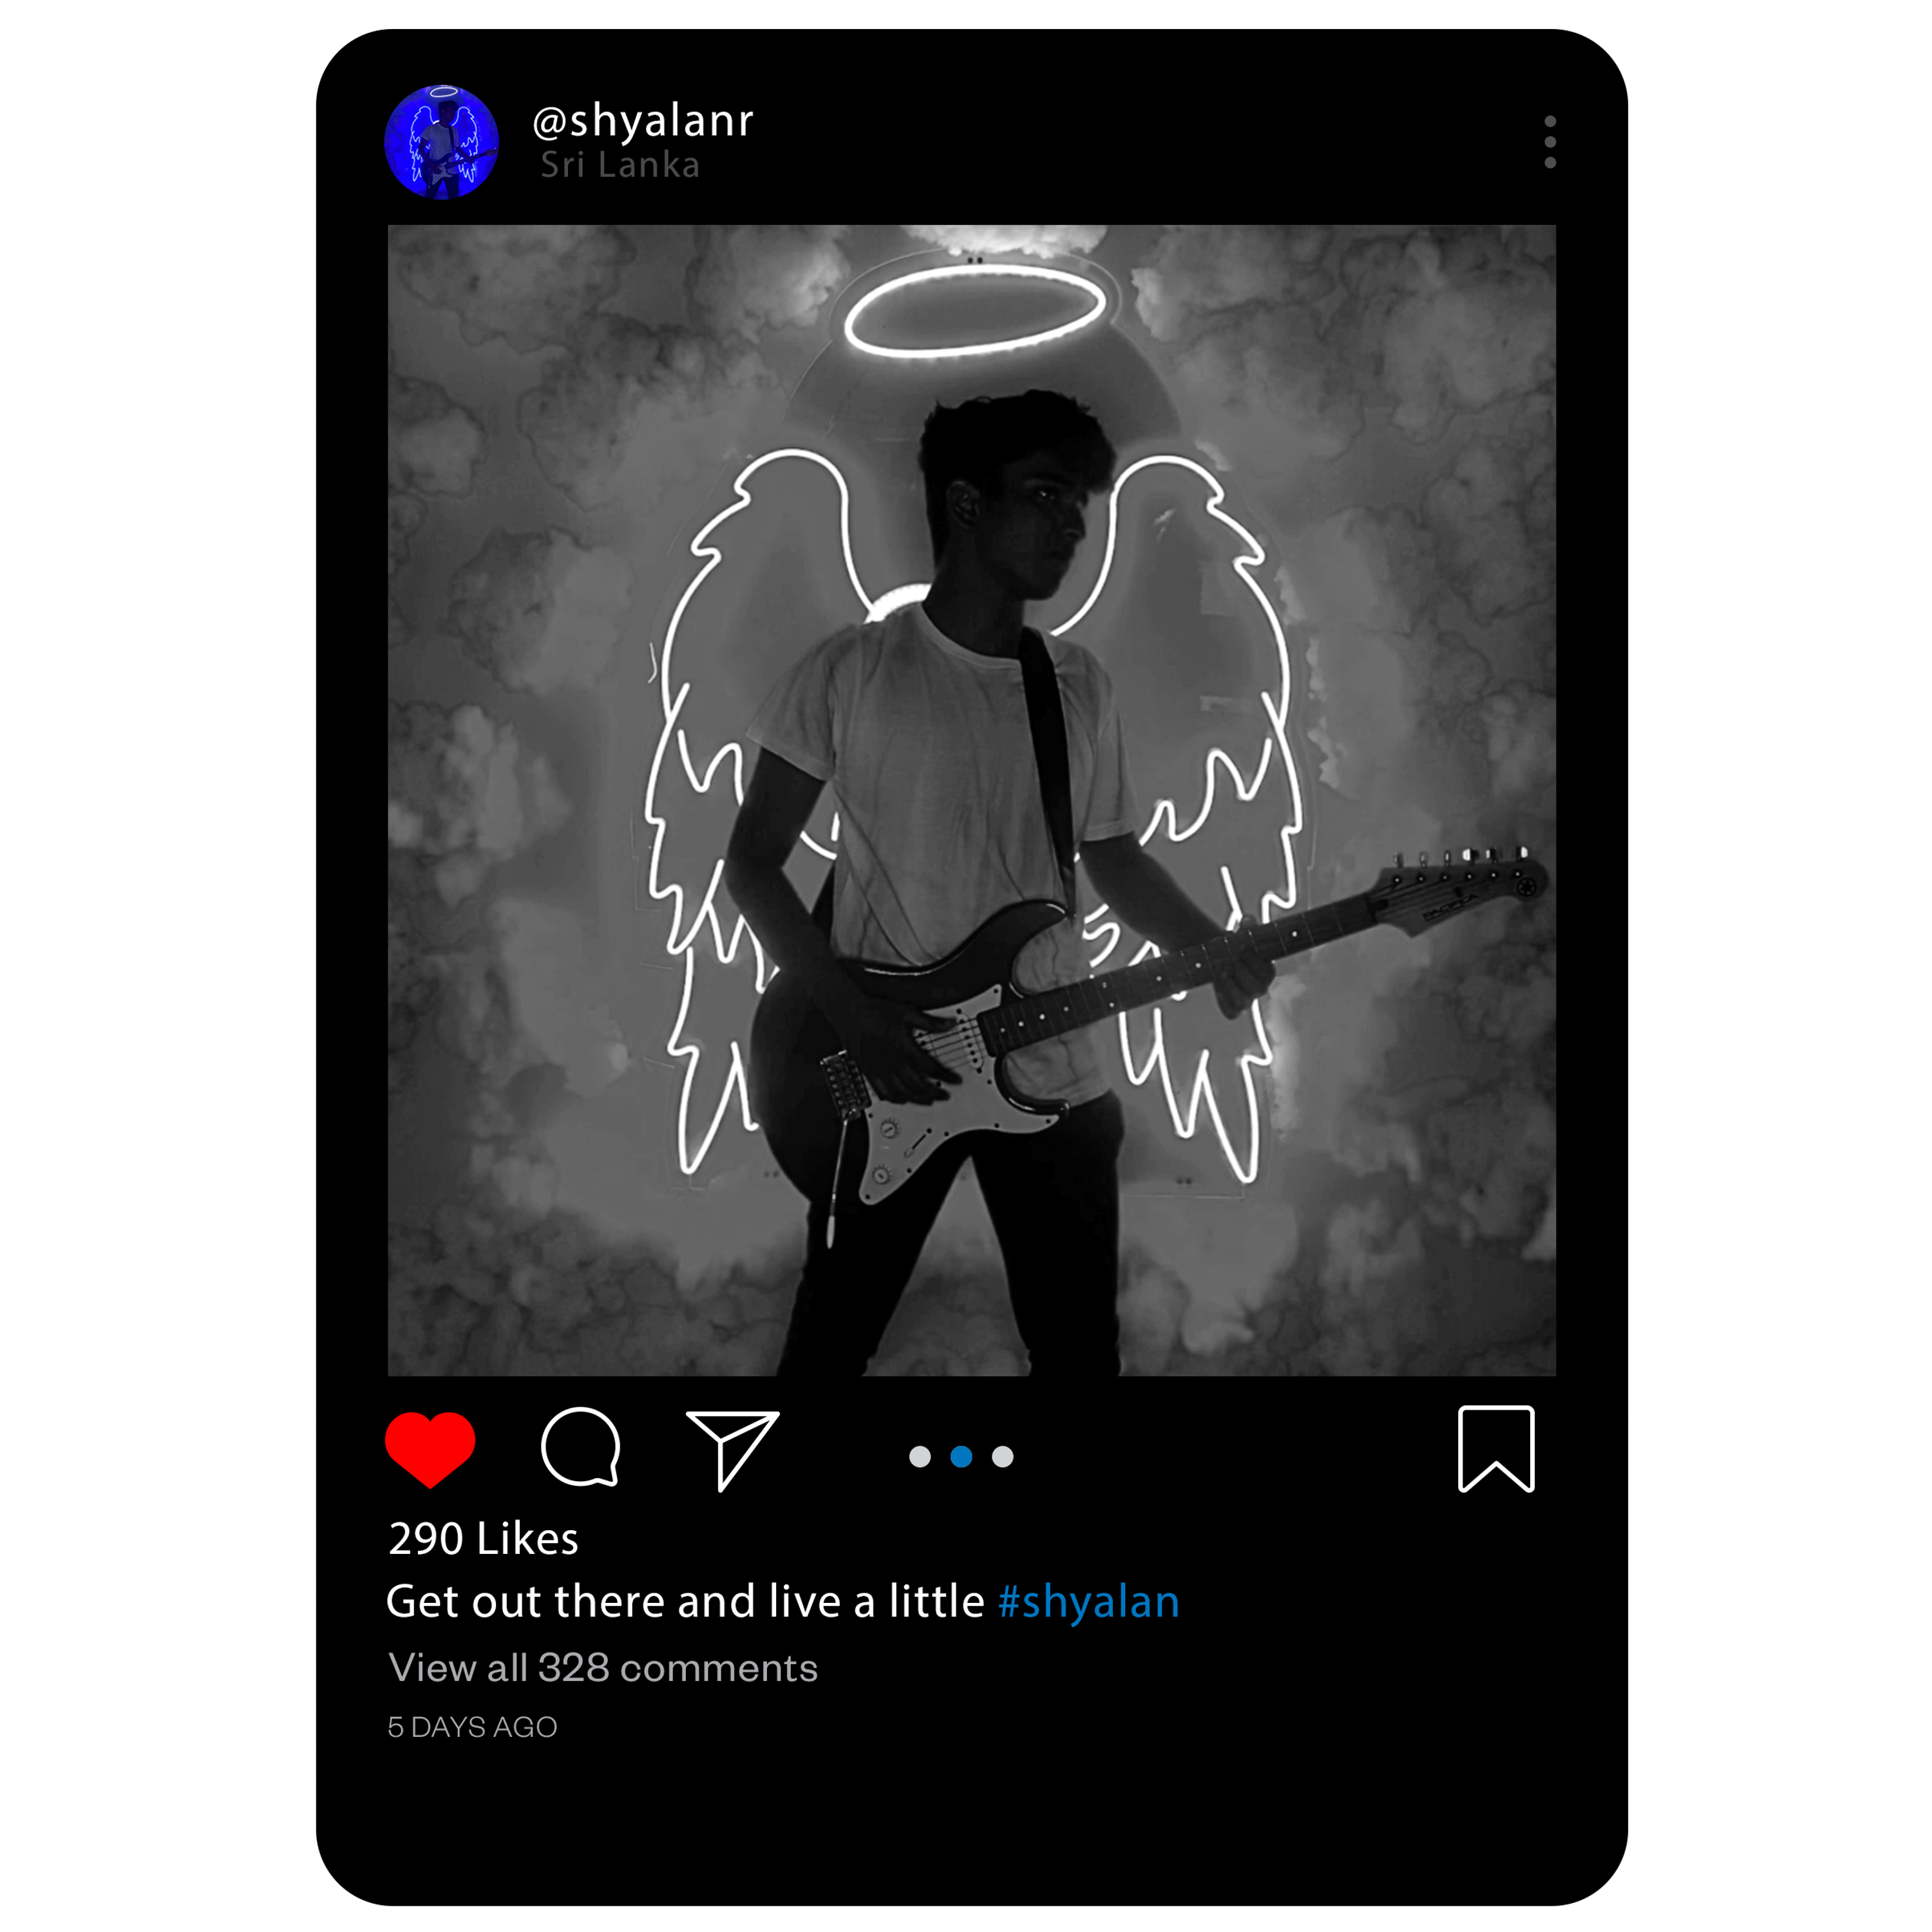 @shyalanr
Sri Lanka
PACIFICA
290 Likes
Get out there and live a little #shyalan
View all 328 comments
5 DAYS AGO